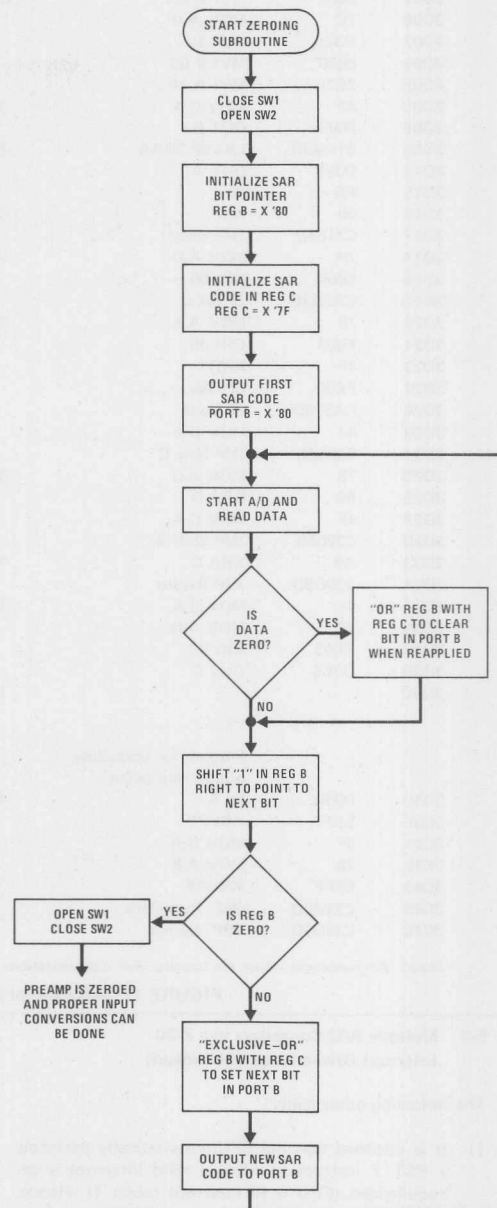 START ZEROING
SUBROUTINE
CLOSE SW1
OPEN SW2
INITIALIZE SAR
BIT POINTER
REG B = X '80
INITIALIZE SAR
CODE IN REG C
REG C = X '7F
OUTPUT FIRST
SAR CODE
PORT B = X '80
START A/D AND
READ DATA
IS
DATA
ZERO?
YES
"OR" REG B WITH
REG C TO CLEAR
BIT IN PORT B
WHEN REAPPLIED
NO
SHIFT "1" IN REG B
RIGHT TO POINT TO
NEXT BIT
IS REG B
ZERO?
YES
OPEN SW1
CLOSE SW2
PREAMP IS ZEROED
AND PROPER INPUT
CONVERSIONS CAN
BE DONE
NO
"EXCLUSIVE–OR"
REG B WITH REG C
TO SET NEXT BIT
IN PORT B
OUTPUT NEW SAR
CODE TO PORT B